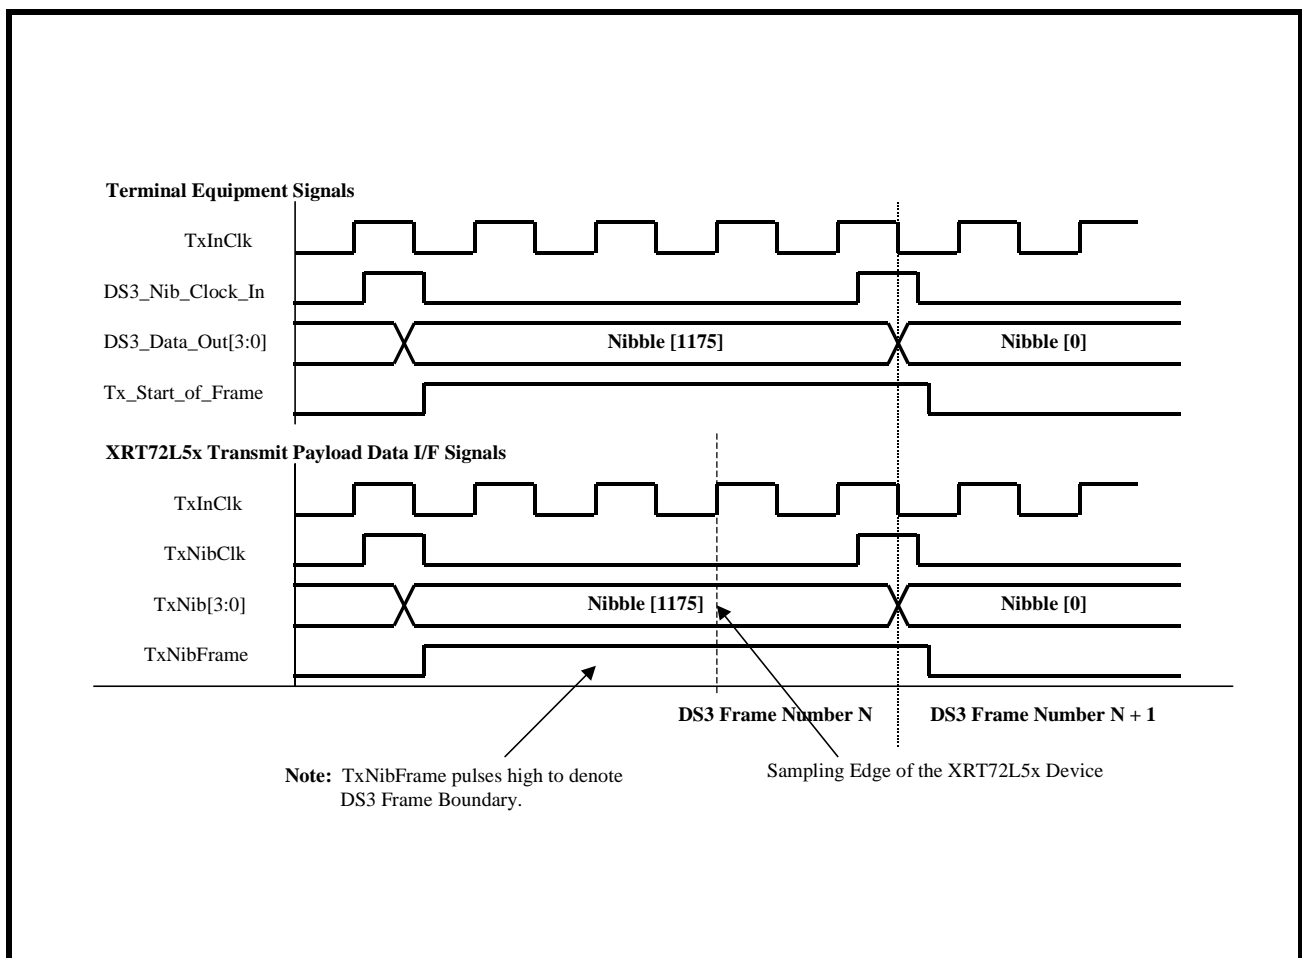 Terminal Equipment Signals
TxInClk
DS3_Nib_Clock_In
DS3_Data_Out[3:0]
Nibble [1175]
Nibble [0]
Tx_Start_of_Frame
XRT72L5x Transmit Payload Data I/F Signals
TxInClk
TxNibClk
TxNib[3:0]
Nibble [1175]
Nibble [0]
TxNibFrame
DS3 Frame Number N
DS3 Frame Number N + 1
Note: TxNibFrame pulses high to denote
DS3 Frame Boundary.
Sampling Edge of the XRT72L5x Device